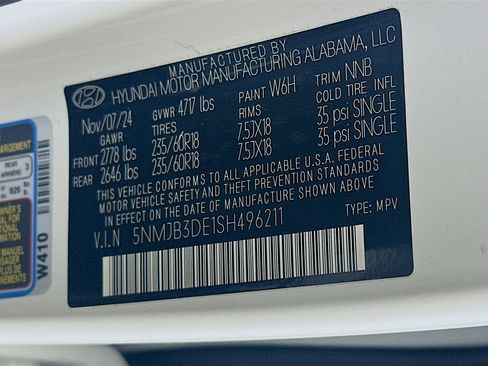 MANUFACTURED BY
HYUNDAI MOTOR MANUFACTURING ALABAMA, LLC
Nov/07/24 GVWR 4717 lbs PAINT W6H TRIM NNB
GAWR TIRES RIMS COLD TIRE INFL
FRONT 2778 lbs 235/60R18 7.5JX18 35 psi SINGLE
REAR 2646 lbs 235/60R18 7.5JX18 35 psi SINGLE
THIS VEHICLE CONFORMS TO ALL APPLICABLE U.S.A. FEDERAL
MOTOR VEHICLE SAFETY AND THEFT PREVENTION STANDARDS
IN EFFECT ON THE DATE OF MANUFACTURE SHOWN ABOVE.
V.I.N 5NMJB3DE1SH496211 TYPE: MPV
REAR
ARRIÈRE 3
W410